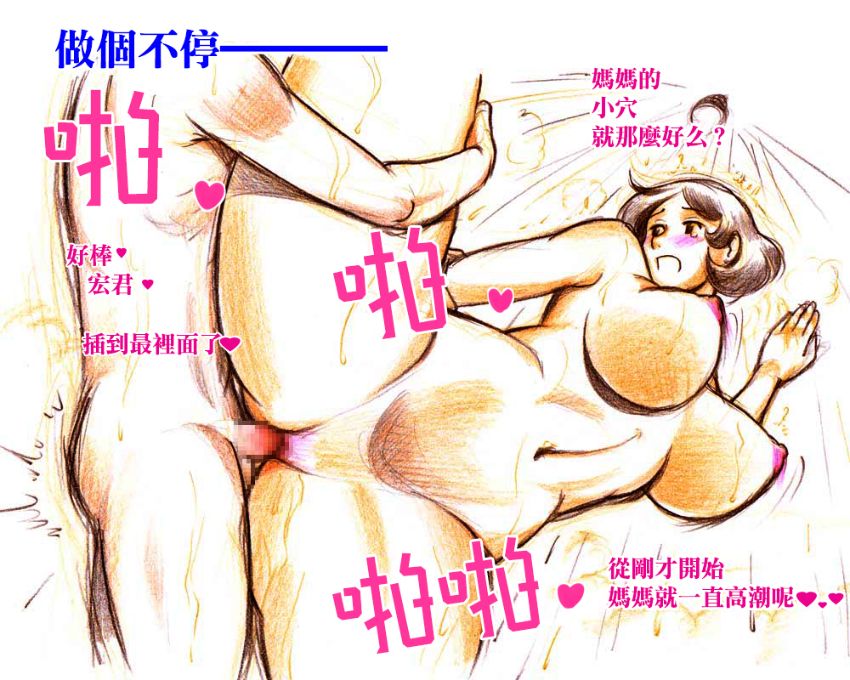 做個不停————
啪
媽媽的
小穴
就那麼好么？
好棒♥
宏君♥
啪
插到最裡面了♥
啪啪
從剛才開始
媽媽就一直高潮呢♥♥♥